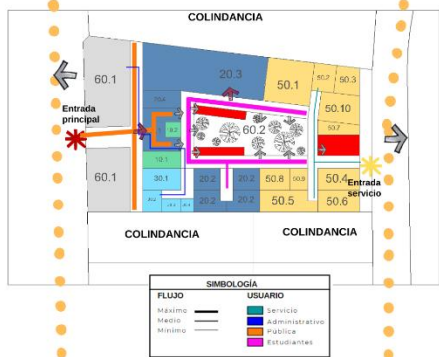 COLINDANCIA
60.1
20.3
50.1
50.2
50.3
50.10
50.7
Entrada
principal
60.2
10.1
60.1
30.1
20.2
20.2
20.2
20.2
20.2
50.8
50.9
50.4
50.5
50.6
Entrada
servicio
COLINDANCIA
COLINDANCIA
SIMBOLOGÍA
FLUJO
USUARIO
Máximo
Servicio
Medio
Administrativo
Mínimo
Pública
Estudiantes